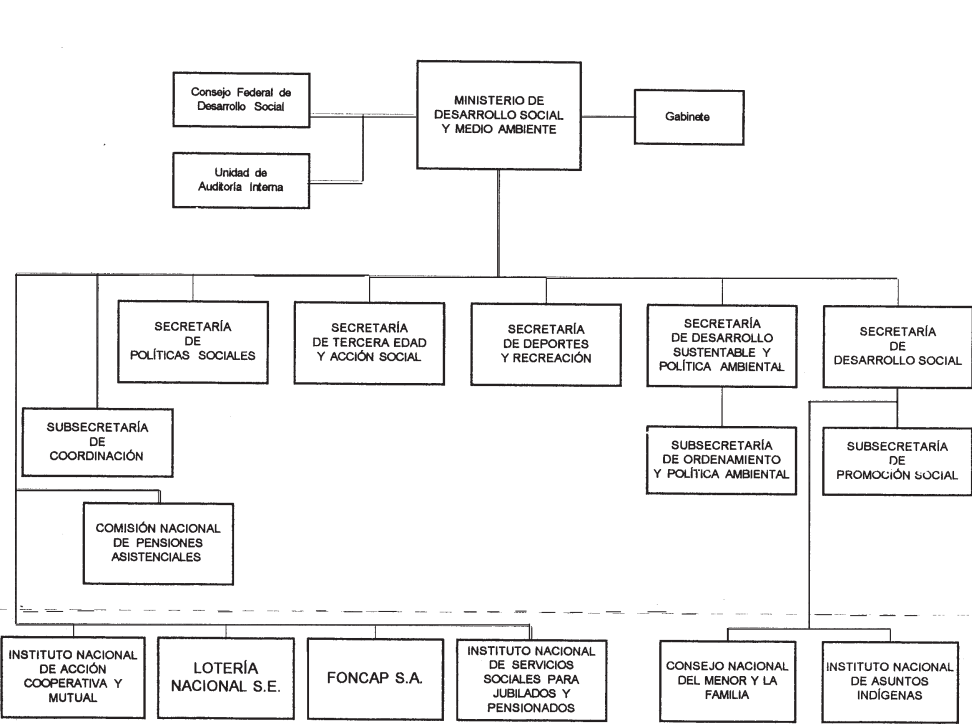 Consejo Federal de
Desarrollo Social
MINISTERIO DE
DESARROLLO SOCIAL
Y MEDIO AMBIENTE
Gabinete
Unidad de
Auditoría Interna
SECRETARÍA
DE
POLÍTICAS SOCIALES
SECRETARÍA
DE TERCERA EDAD
Y ACCIÓN SOCIAL
SECRETARÍA
DE DEPORTES
Y RECREACIÓN
SECRETARÍA
DE DESARROLLO
SUSTENTABLE Y
POLÍTICA AMBIENTAL
SECRETARÍA
DE
DESARROLLO SOCIAL
SUBSECRETARÍA
DE
COORDINACIÓN
SUBSECRETARÍA
DE ORDENAMIENTO
Y POLÍTICA AMBIENTAL
SUBSECRETARÍA
DE
PROMOCIÓN SOCIAL
COMISIÓN NACIONAL
DE PENSIONES
ASISTENCIALES
INSTITUTO NACIONAL
DE ACCIÓN
COOPERATIVA Y
MUTUAL
LOTERÍA
NACIONAL S.E.
FONCAP S.A.
INSTITUTO NACIONAL
DE SERVICIOS
SOCIALES PARA
JUBILADOS Y
PENSIONADOS
CONSEJO NACIONAL
DEL MENOR Y LA
FAMILIA
INSTITUTO NACIONAL
DE ASUNTOS
INDÍGENAS